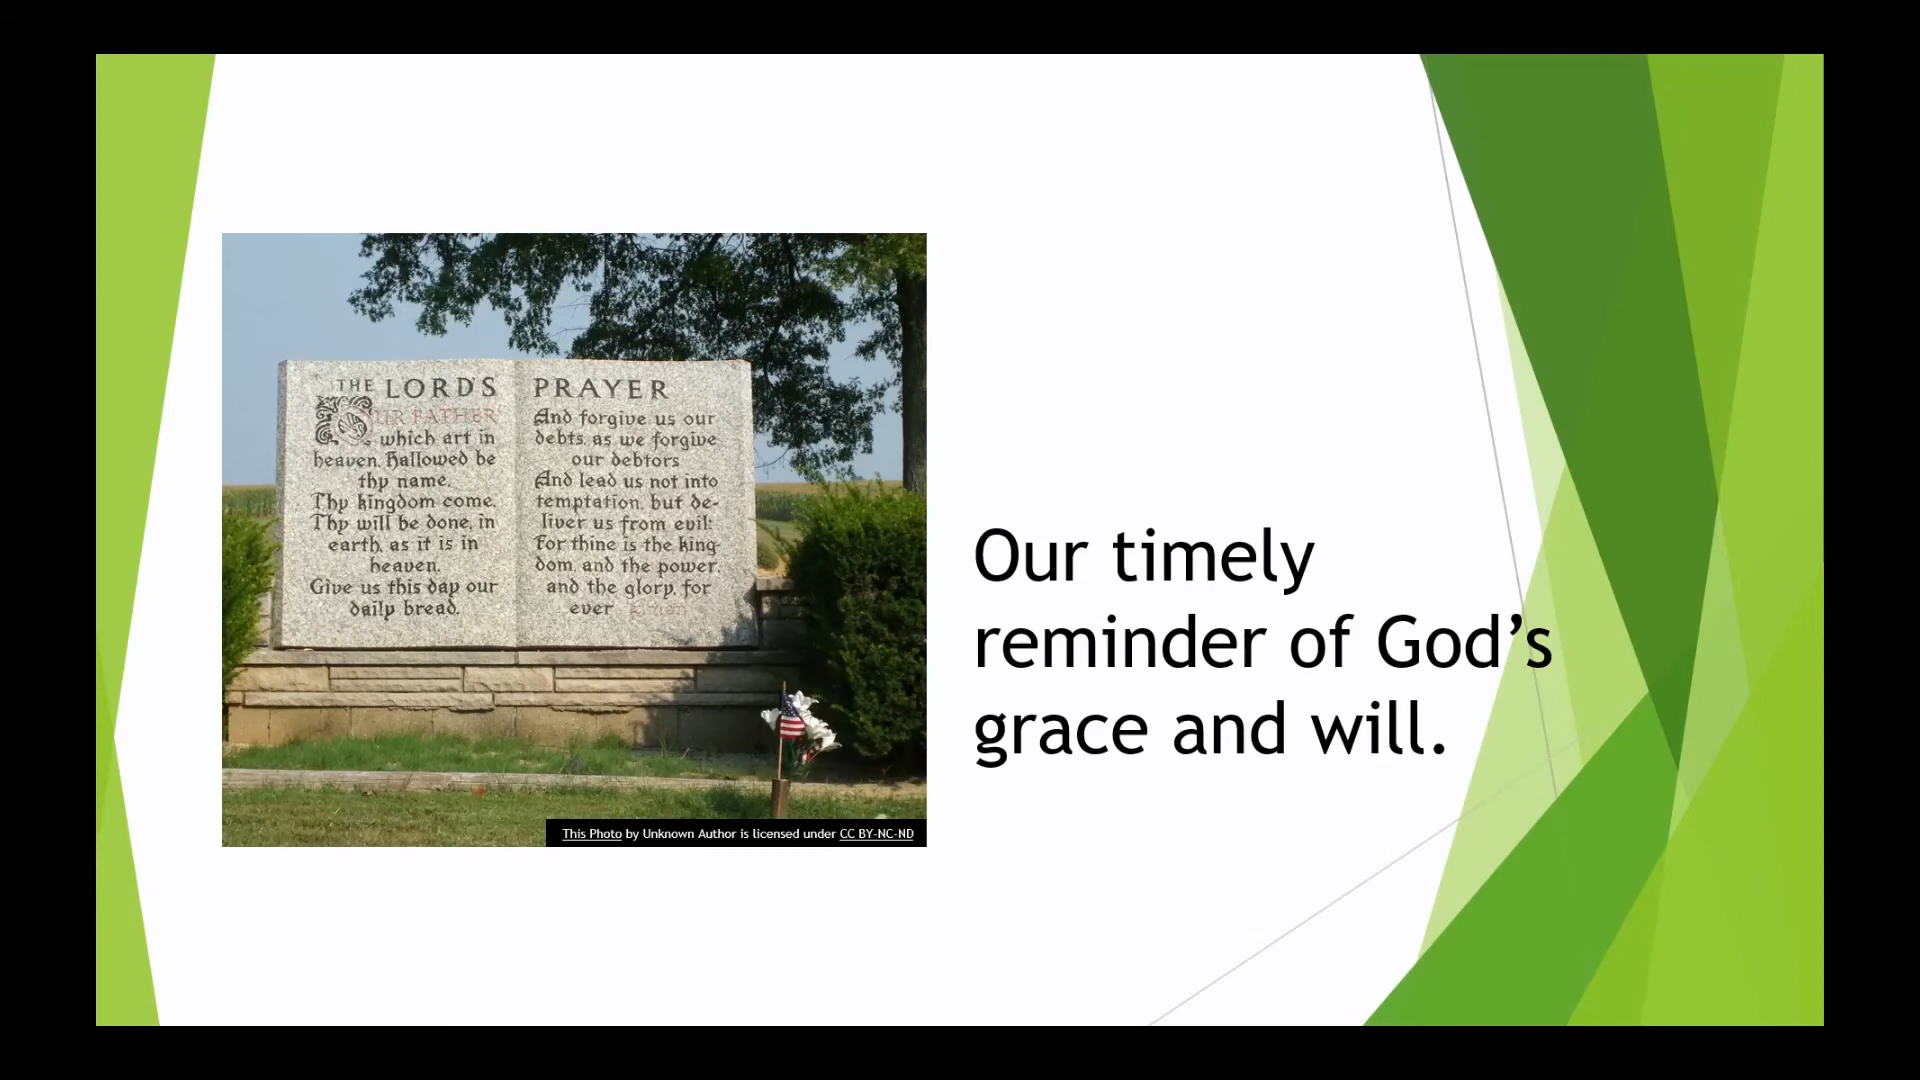 THE LORD'S PRAYER
OUR FATHER
which art in
heaven. Hallowed be
thy name.
Thy kingdom come.
Thy will be done, in
earth, as it is in
heaven.
Give us this day our
daily bread.
And forgive us our
debts, as we forgive
our debtors
And lead us not into
temptation, but de-
liver us from evil:
For thine is the king-
dom, and the power,
and the glory, for
ever Amen
This Photo by Unknown Author is licensed under CC BY-NC-ND
Our timely
reminder of God’s
grace and will.